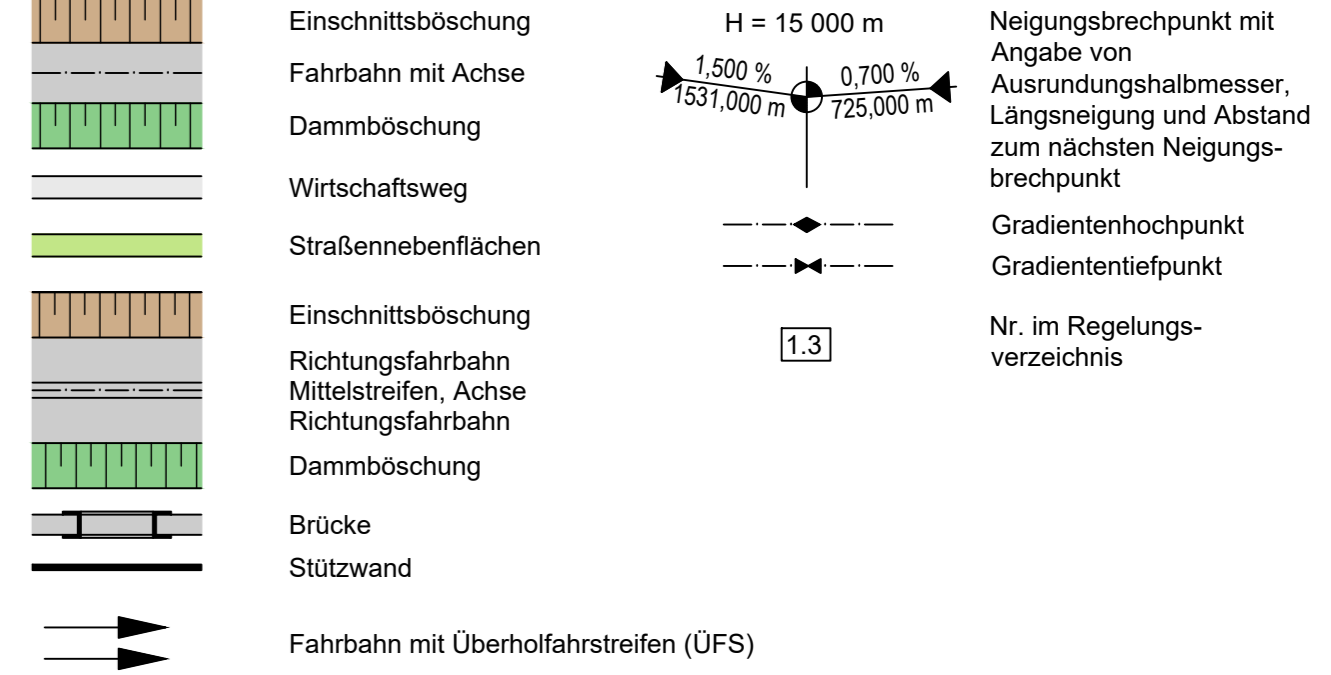 Einschnittsböschung
Fahrbahn mit Achse
Dammböschung
Wirtschaftsweg
Straßennebenflächen
Einschnittsböschung
Richtungsfahrbahn
Mittelstreifen, Achse
Richtungsfahrbahn
Dammböschung
Brücke
Stützwand
Fahrbahn mit Überholfahrstreifen (ÜFS)
H = 15 000 m
1,500 %
1531,000 m
0,700 %
725,000 m
Neigungsbrechpunkt mit
Angabe von
Ausrundungshalbmesser,
Längsneigung und Abstand
zum nächsten Neigungs-
brechpunkt
Gradientenhochpunkt
Gradiententiefpunkt
1.3
Nr. im Regelungs-
verzeichnis